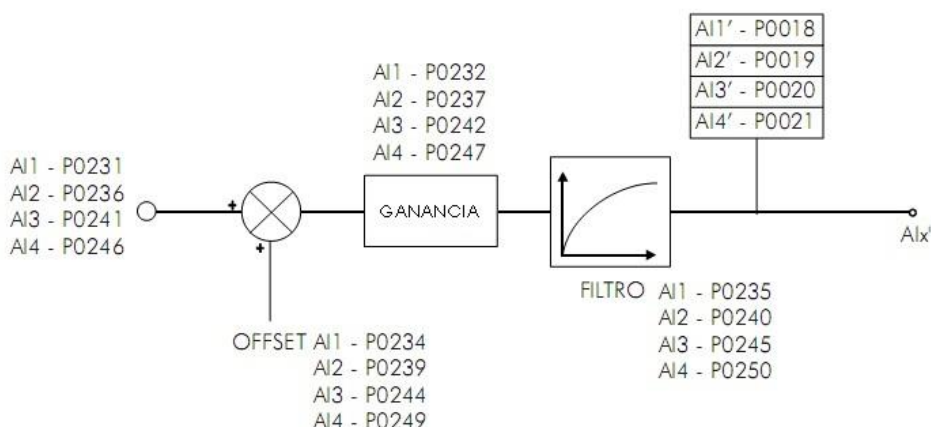 AI1' - P0018
AI2' - P0019
AI3' - P0020
AI4' - P0021
AI1 - P0232
AI2 - P0237
AI3 - P0242
AI4 - P0247
AI1 - P0231
AI2 - P0236
AI3 - P0241
AI4 - P0246
+
+
GANANCIA
AIx'
FILTRO AI1 - P0235
AI2 - P0240
AI3 - P0245
AI4 - P0250
OFFSET AI1 - P0234
AI2 - P0239
AI3 - P0244
AI4 - P0249